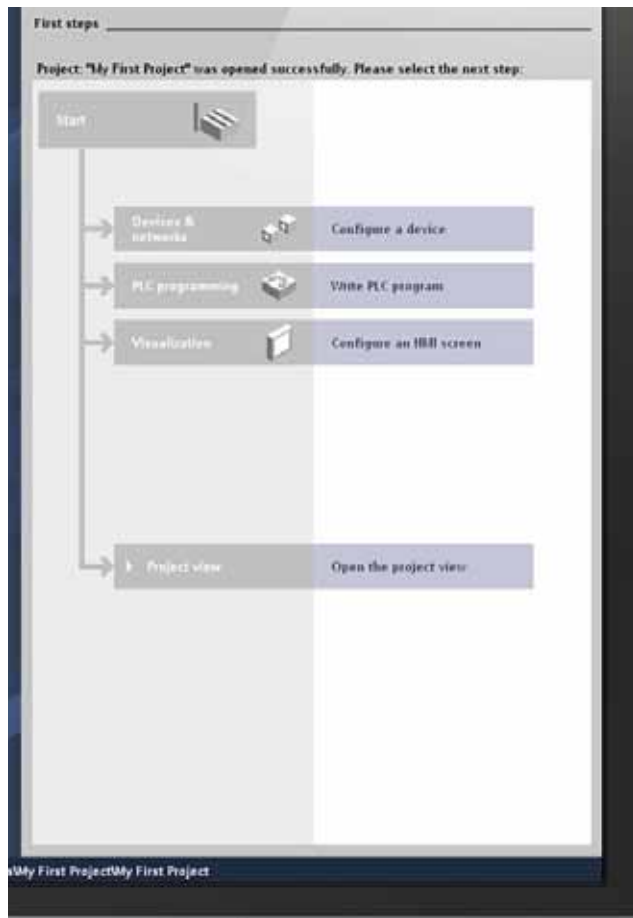 First steps
Project: "My First Project" was opened successfully. Please select the next step:
Start
Devices & networks
Configure a device
PLC programming
Write PLC program
Visualization
Configure an HMI screen
Project view
Open the project view
\My First Project\My First Project